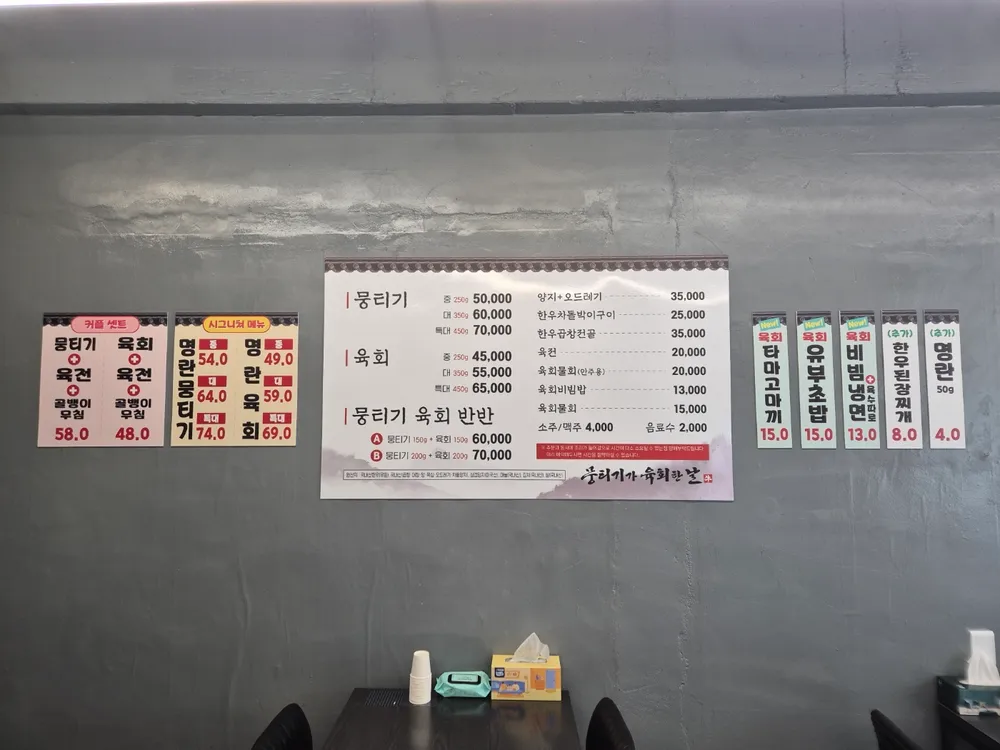 커플 셋트
뭉티기 + 육전 + 골뱅이무침 58.0
육회 + 육전 + 골뱅이무침 48.0
시그니쳐 메뉴
명란뭉티기
중 54.0
대 64.0
특대 74.0
명란육회
중 49.0
대 59.0
특대 69.0
뭉티기
중 250g 50,000
대 350g 60,000
특대 450g 70,000
육회
중 250g 45,000
대 350g 55,000
특대 450g 65,000
뭉티기 육회 반반
A 뭉티기 150g + 육회 150g 60,000
B 뭉티기 200g + 육회 200g 70,000
양지+오드레기 35,000
한우차돌박이구이 25,000
한우곱창전골 35,000
육전 20,000
육회물회(안주용) 20,000
육회비빔밥 13,000
육회물회 15,000
소주/맥주 4,000 음료수 2,000
뭉티기가 육회한 날
New!
육회
타마고마끼
15.0
New!
육회
유부초밥
15.0
New!
육회
비빔냉면
+육수따로
13.0
(추가)
한우된장찌개
8.0
(추가)
명란
50g
4.0